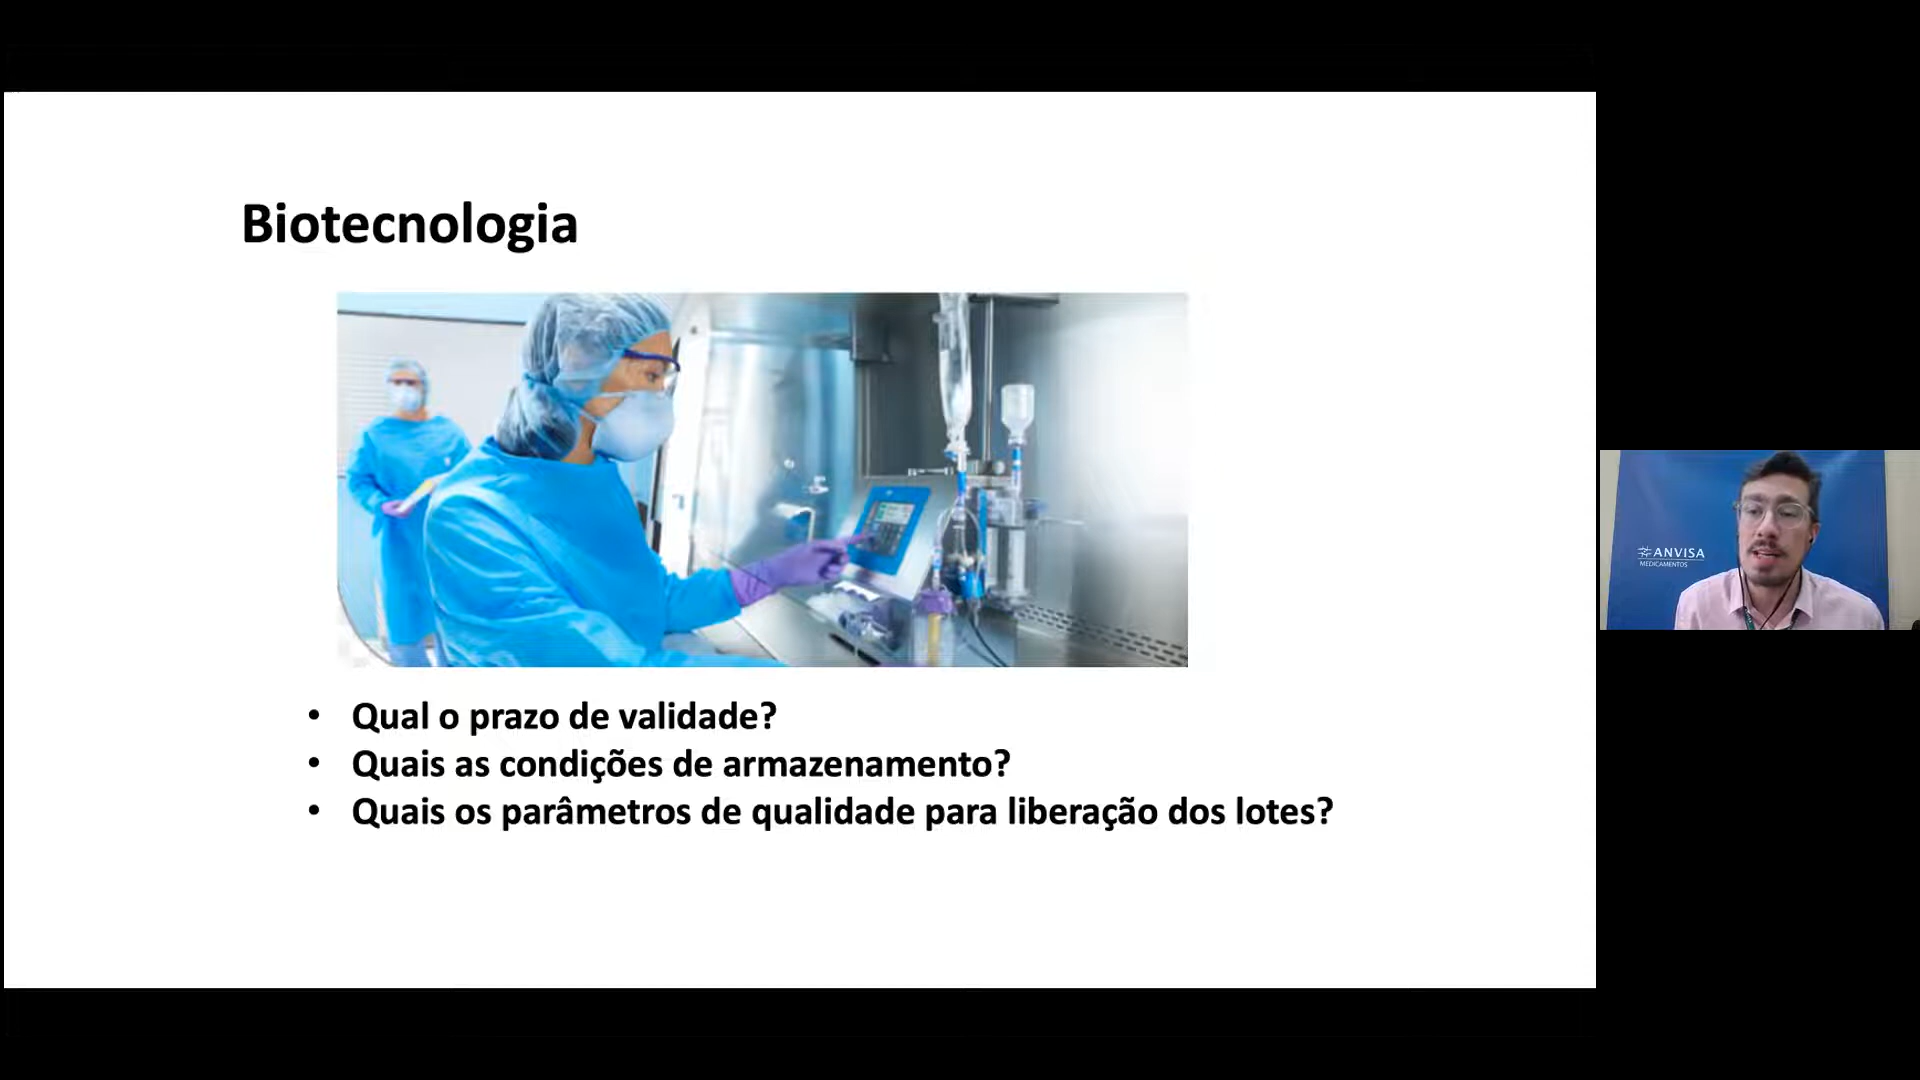 Biotecnologia
• Qual o prazo de validade?
• Quais as condições de armazenamento?
• Quais os parâmetros de qualidade para liberação dos lotes?
ANVISA
MEDICAMENTOS